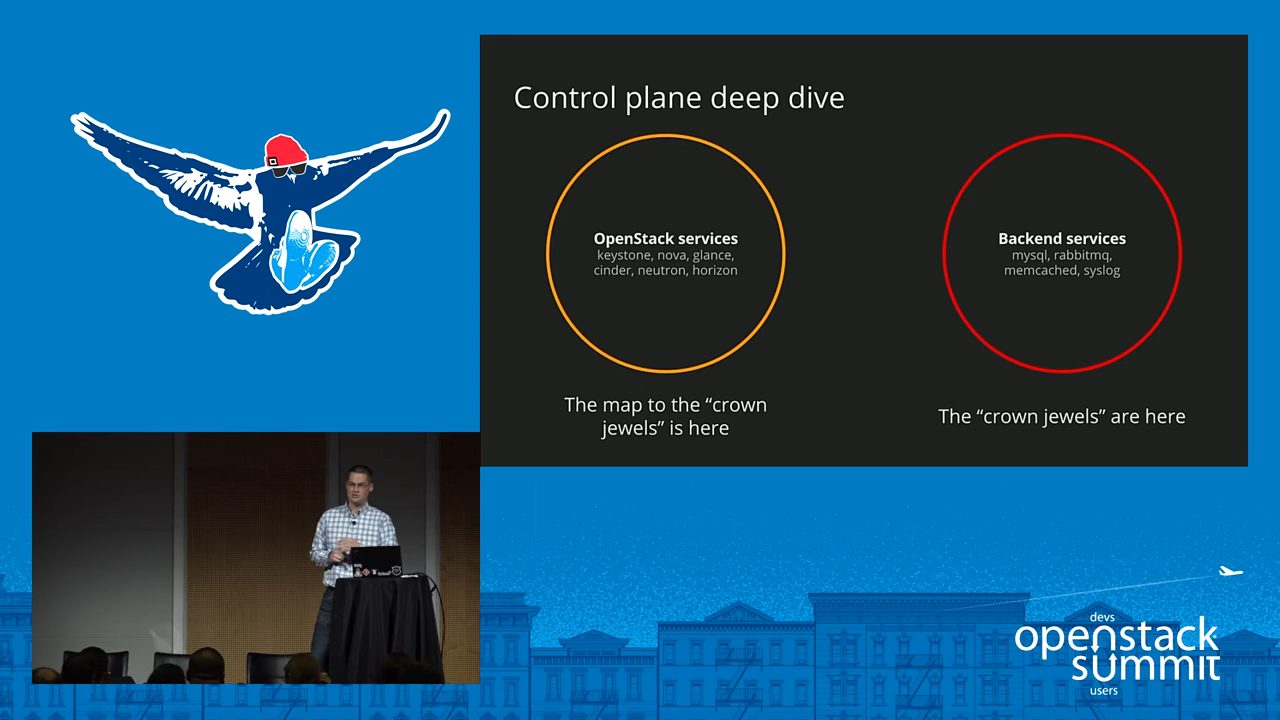 Control plane deep dive
OpenStack services
keystone, nova, glance,
cinder, neutron, horizon
The map to the “crown
jewels” is here
Backend services
mysql, rabbitmq,
memcached, syslog
The “crown jewels” are here
devs
openstack
summit
users